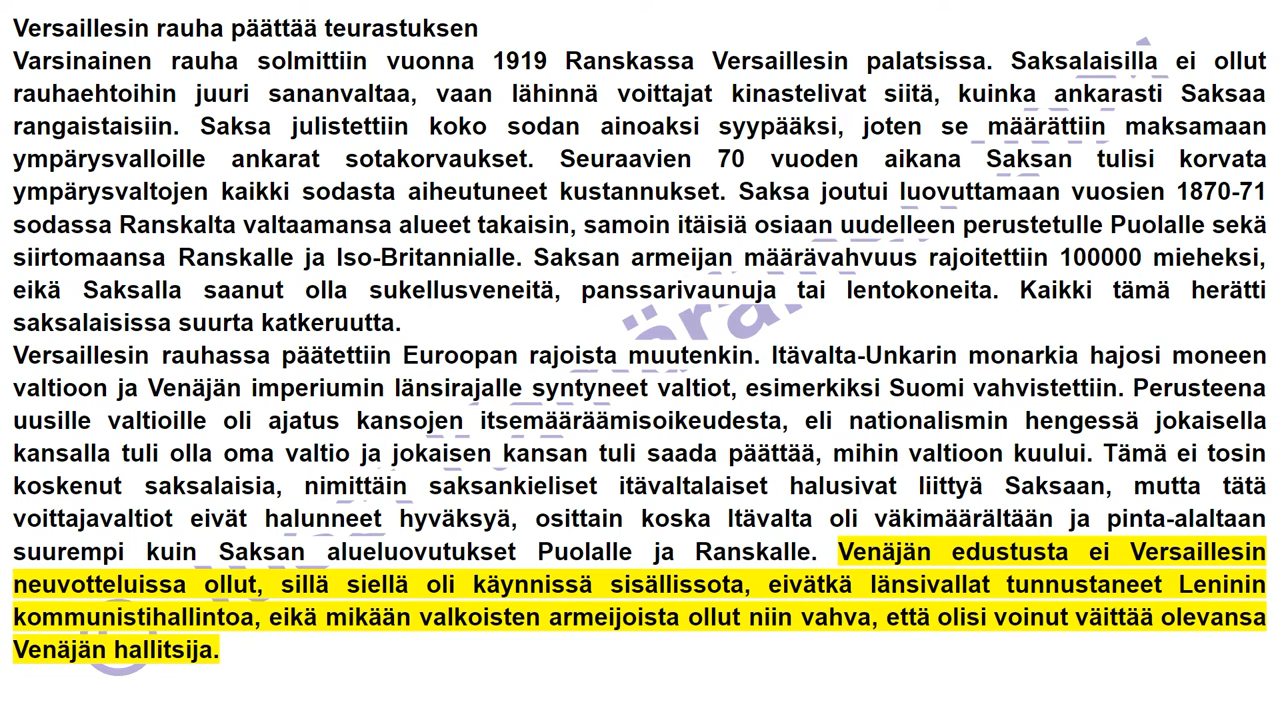 Versaillesin rauha päättää teurastuksen
Varsinainen rauha solmittiin vuonna 1919 Ranskassa Versaillesin palatsissa. Saksalaisilla ei ollut
rauhaehtoihin juuri sananvaltaa, vaan lähinnä voittajat kinastelivat siitä, kuinka ankarasti Saksaa
rangaistaisiin. Saksa julistettiin koko sodan ainoaksi syypääksi, joten se määrättiin maksamaan
ympärysvalloille ankarat sotakorvaukset. Seuraavien 70 vuoden aikana Saksan tulisi korvata
ympärysvaltojen kaikki sodasta aiheutuneet kustannukset. Saksa joutui luovuttamaan vuosien 1870-71
sodassa Ranskalta valtaamansa alueet takaisin, samoin itäisiä osiaan uudelleen perustetulle Puolalle sekä
siirtomaansa Ranskalle ja Iso-Britannialle. Saksan armeijan määrävahvuus rajoitettiin 100000 mieheksi,
eikä Saksalla saanut olla sukellusveneitä, panssarivaunuja tai lentokoneita. Kaikki tämä herätti
saksalaisissa suurta katkeruutta.
Versaillesin rauhassa päätettiin Euroopan rajoista muutenkin. Itävalta-Unkarin monarkia hajosi moneen
valtioon ja Venäjän imperiumin länsirajalle syntyneet valtiot, esimerkiksi Suomi vahvistettiin. Perusteena
uusille valtioille oli ajatus kansojen itsemääräämisoikeudesta, eli nationalismin hengessä jokaisella
kansalla tuli olla oma valtio ja jokaisen kansan tuli saada päättää, mihin valtioon kuului. Tämä ei tosin
koskenut saksalaisia, nimittäin saksankieliset itävaltalaiset halusivat liittyä Saksaan, mutta tätä
voittajavaltiot eivät halunneet hyväksyä, osittain koska Itävalta oli väkimäärältään ja pinta-alaltaan
suurempi kuin Saksan alueluovutukset Puolalle ja Ranskalle. Venäjän edustusta ei Versaillesin
neuvotteluissa ollut, sillä siellä oli käynnissä sisällissota, eivätkä länsivallat tunnustaneet Leninin
kommunistihallintoa, eikä mikään valkoisten armeijoista ollut niin vahva, että olisi voinut väittää olevansa
Venäjän hallitsija.